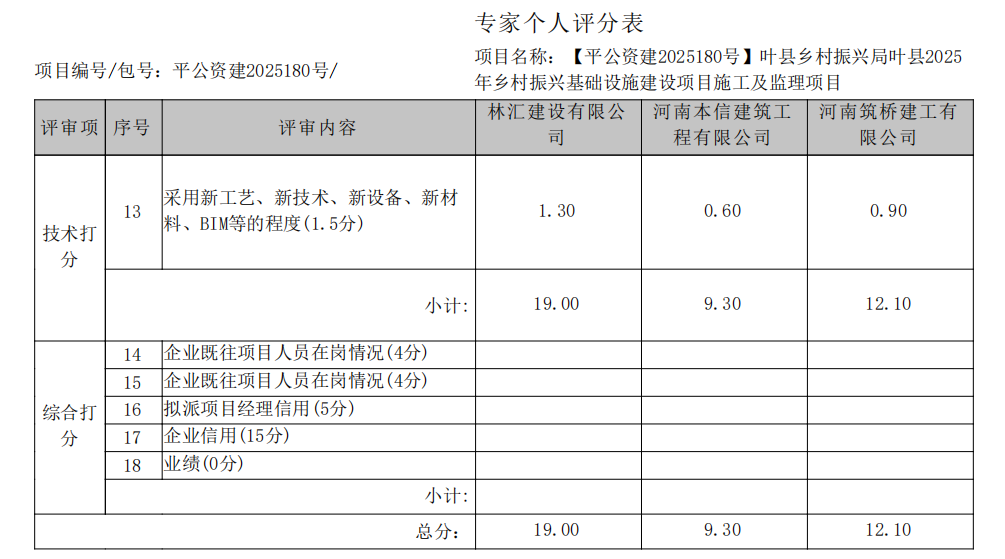 专家个人评分表
项目编号/包号：平公资建2025180号/
项目名称：【平公资建2025180号】叶县乡村振兴局叶县2025
年乡村振兴基础设施建设项目施工及监理项目
评审项 序号 评审内容 林汇建设有限公 河南本信建筑工 河南筑桥建工有
司 程有限公司 限公司
技术打
分
13 采用新工艺、新技术、新设备、新材
料、BIM等的程度(1.5分)
1.30 0.60 0.90
小计: 19.00 9.30 12.10
综合打
分
14 企业既往项目人员在岗情况(4分)
15 企业既往项目人员在岗情况(4分)
16 拟派项目经理信用(5分)
17 企业信用(15分)
18 业绩(0分)
小计:
总分: 19.00 9.30 12.10